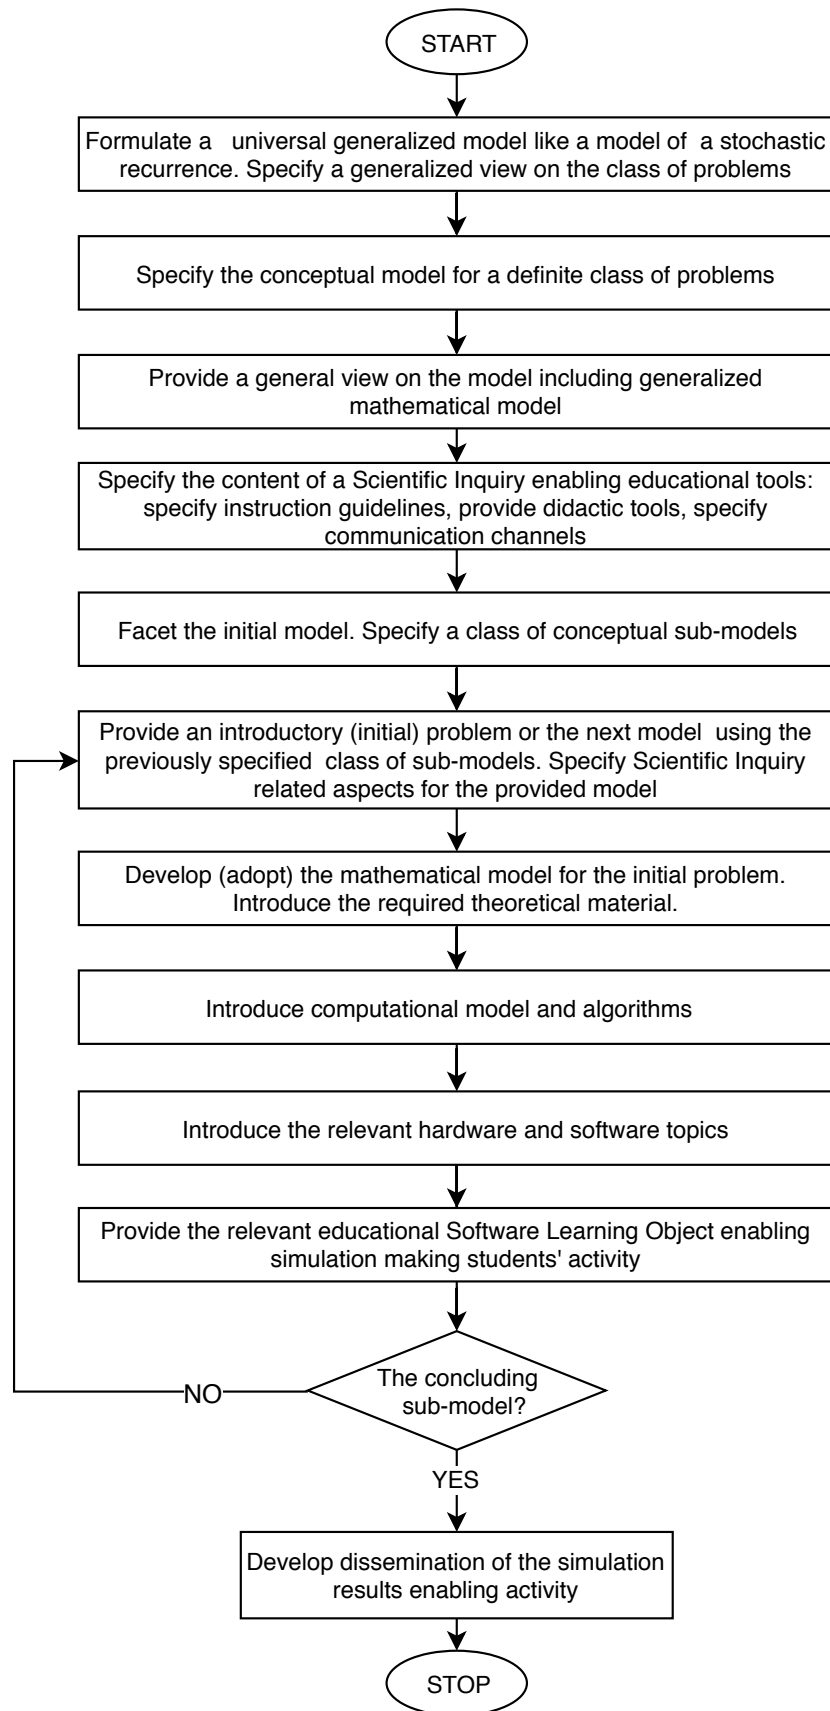 START
Formulate a universal generalized model like a model of a stochastic
recurrence. Specify a generalized view on the class of problems
Specify the conceptual model for a definite class of problems
Provide a general view on the model including generalized
mathematical model
Specify the content of a Scientific Inquiry enabling educational tools:
specify instruction guidelines, provide didactic tools, specify
communication channels
Facet the initial model. Specify a class of conceptual sub-models
Provide an introductory (initial) problem or the next model using the
previously specified class of sub-models. Specify Scientific Inquiry
related aspects for the provided model
Develop (adopt) the mathematical model for the initial problem.
Introduce the required theoretical material.
Introduce computational model and algorithms
Introduce the relevant hardware and software topics
Provide the relevant educational Software Learning Object enabling
simulation making students' activity
The concluding
sub-model?
NO
YES
Develop dissemination of the simulation
results enabling activity
STOP